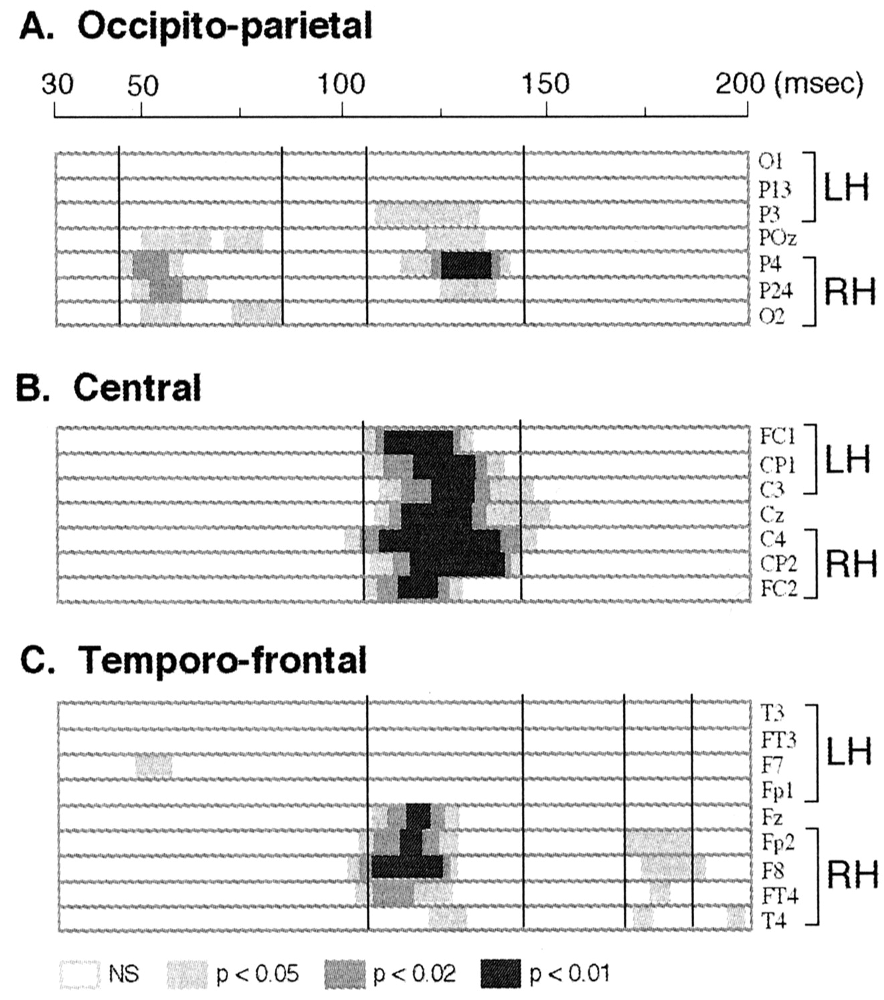 A. Occipito-parietal
30 50 100 150 200 (msec)
O1
P13
P3
LH
POz
P4
P24
O2
RH
B. Central
FC1
CP1
C3
LH
Cz
C4
CP2
FC2
RH
C. Temporo-frontal
T3
FT3
F7
Fp1
LH
Fz
Fp2
F8
FT4
T4
RH
NS p < 0.05 p < 0.02 p < 0.01